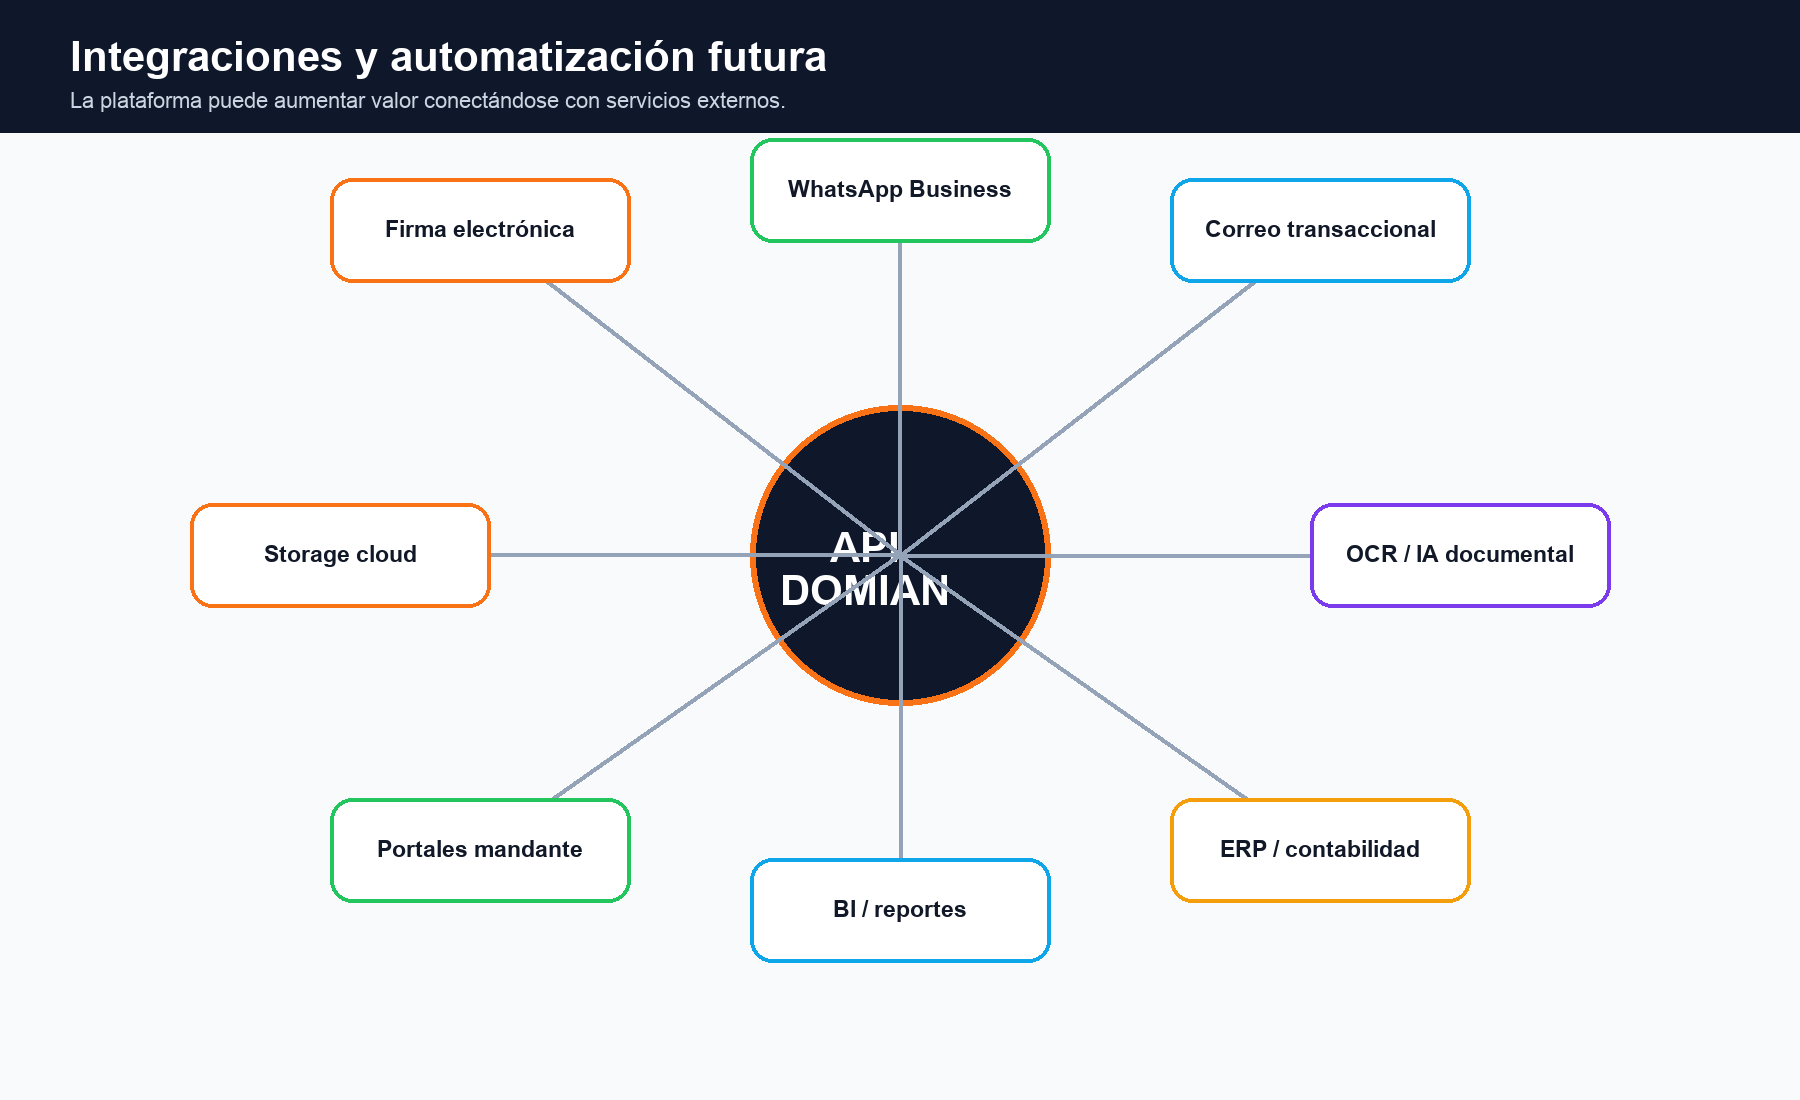 Integraciones y automatización futura
La plataforma puede aumentar valor conectándose con servicios externos.
WhatsApp Business
Firma electrónica
Correo transaccional
API
DOMIAN
Storage cloud
OCR / IA documental
Portales mandante
ERP / contabilidad
BI / reportes